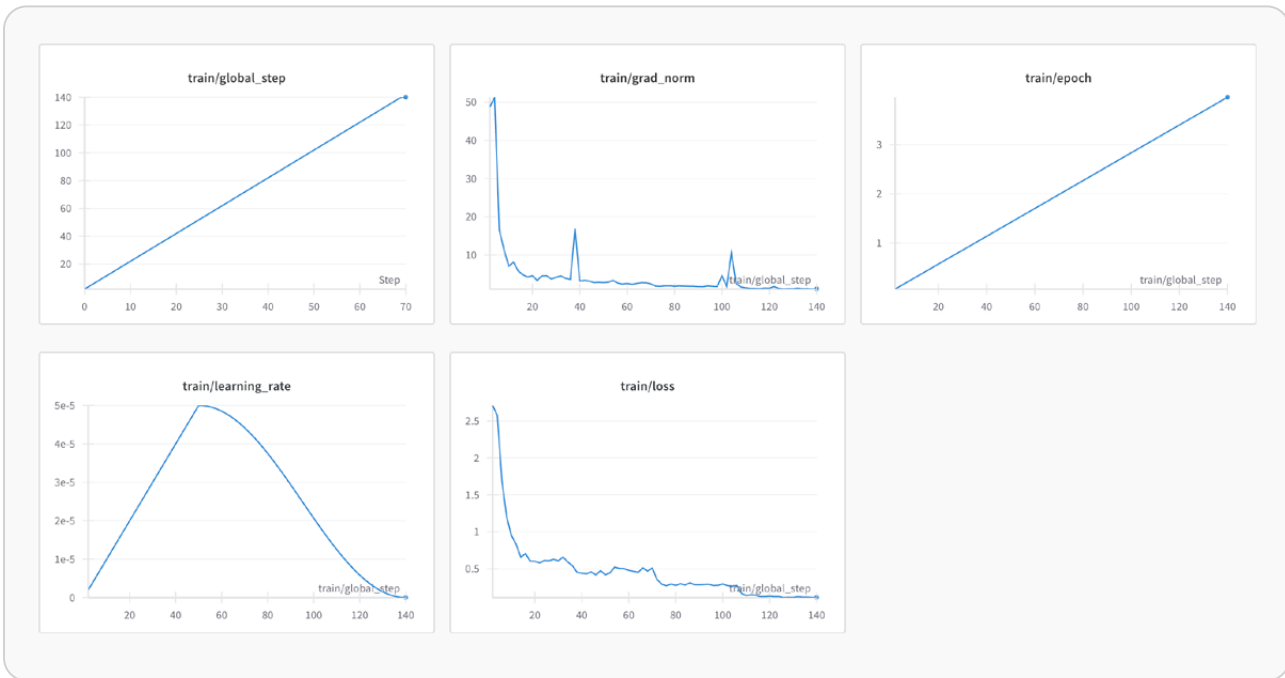 train/global_step
140
120
100
80
60
40
20
Step
0 10 20 30 40 50 60 70
train/grad_norm
50
40
30
20
10
train/global_step
20 40 60 80 100 120 140
train/epoch
3
2
1
train/global_step
20 40 60 80 100 120 140
train/learning_rate
5e-5
4e-5
3e-5
2e-5
1e-5
0
train/global_step
20 40 60 80 100 120 140
train/loss
2.5
2
1.5
1
0.5
train/global_step
20 40 60 80 100 120 140